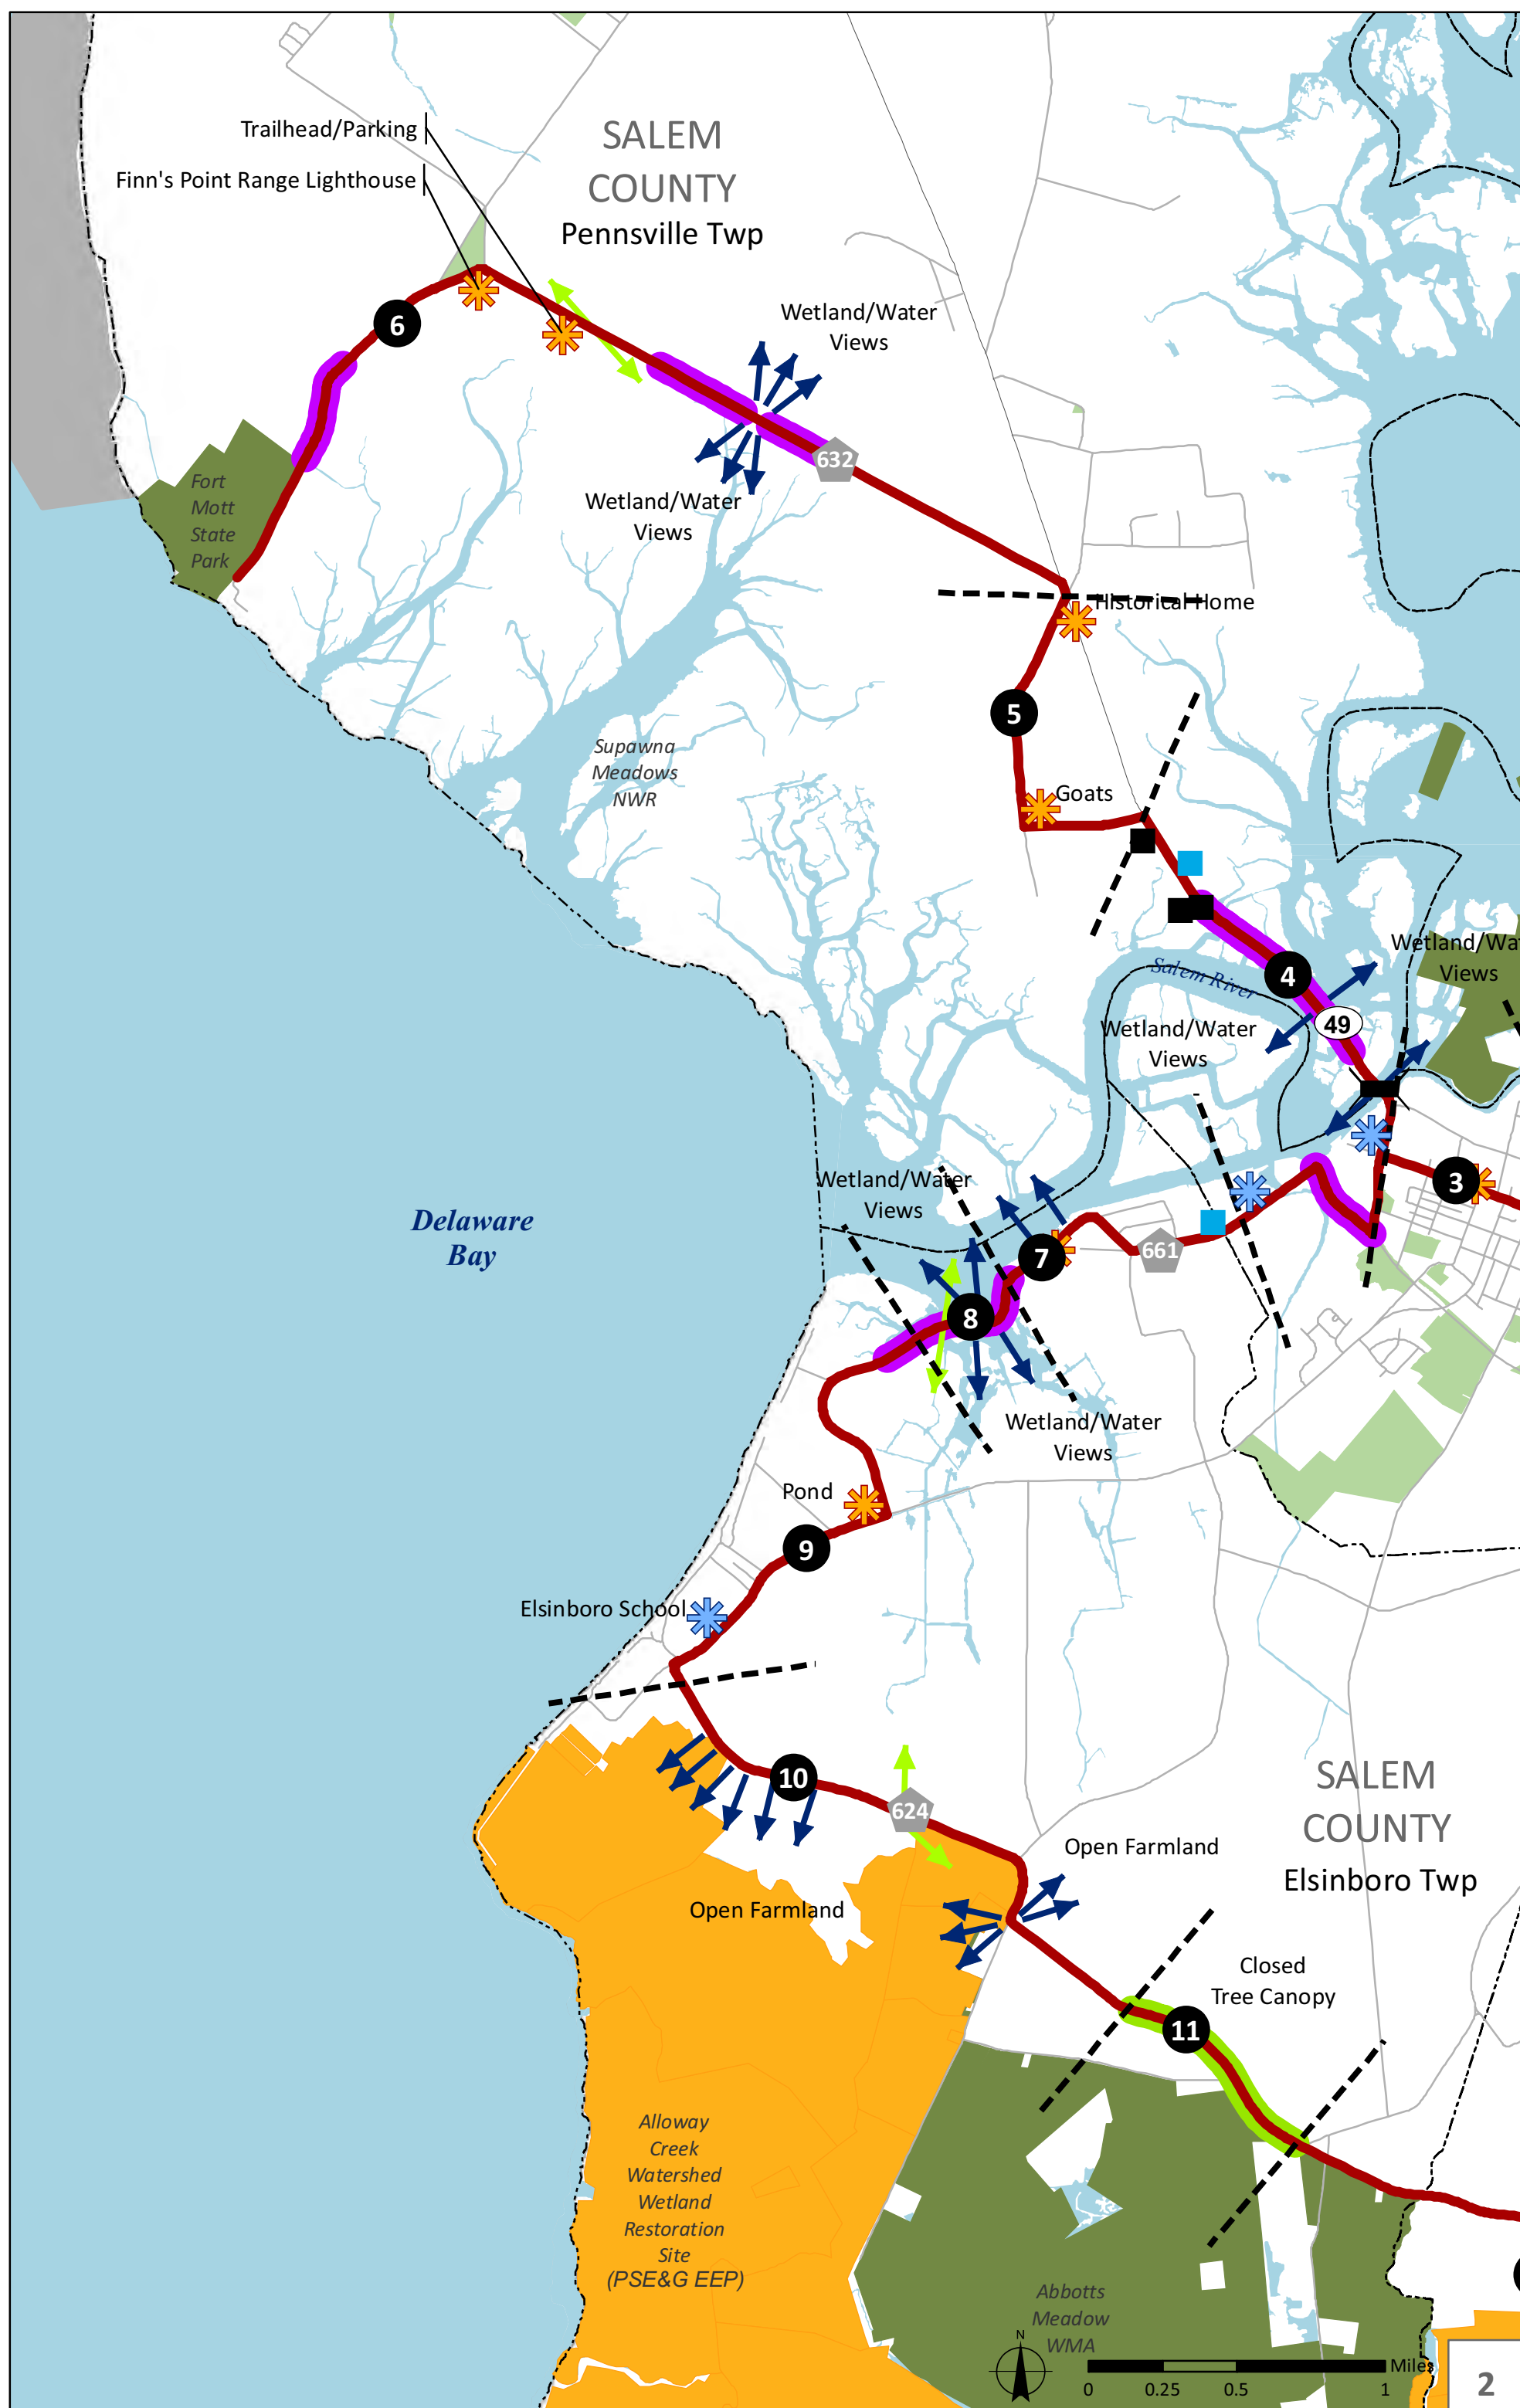 Trailhead/Parking
Finn's Point Range Lighthouse
SALEM
COUNTY
Pennsville Twp
6
Wetland/Water
Views
632
Wetland/Water
Views
Fort
Mott
State
Park
Historical Home
5
Supawna
Meadows
NWR
Goats
Salem River
4
Views
49
Wetland/Water
Views
3
Wetland/Water
Views
Delaware
Bay
7
661
8
Wetland/Water
Views
Pond
9
Elsinboro School
10
624
SALEM
COUNTY
Elsinboro Twp
Open Farmland
Open Farmland
Closed
Tree Canopy
11
Alloway
Creek
Watershed
Wetland
Restoration
Site
(PSE&G EEP)
Abbotts
Meadow
WMA
N
Miles
0 0.25 0.5 1
2